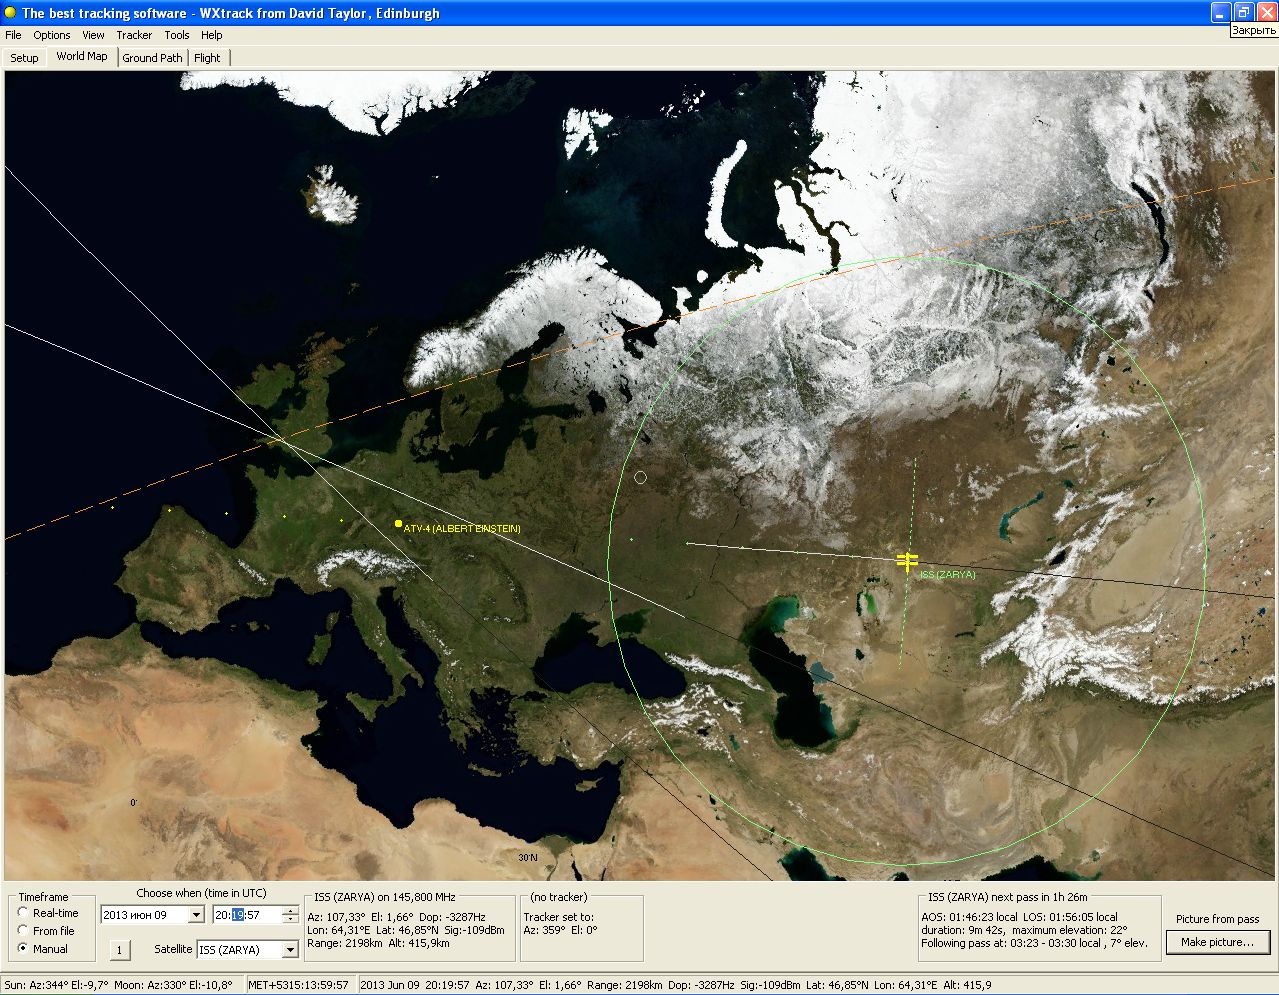 The best tracking software - WXtrack from David Taylor, Edinburgh
Закрыть
File Options View Tracker Tools Help
Setup World Map Ground Path Flight
ATV-4 (ALBERT EINSTEIN)
ISS (ZARYA)
0°
30°N
Timeframe
Real-time
From file
Manual
Choose when (time in UTC)
2013 июн 09 20:19:57
1 Satellite ISS (ZARYA)
ISS (ZARYA) on 145,800 MHz
Az: 107,33° El: 1,66° Dop: -3287Hz
Lon: 64,31°E Lat: 46,85°N Sig:-109dBm
Range: 2198km Alt: 415,9km
(no tracker)
Tracker set to:
Az: 359° El: 0°
ISS (ZARYA) next pass in 1h 26m
AOS: 01:46:23 local LOS: 01:56:05 local
duration: 9m 42s, maximum elevation: 22°
Following pass at: 03:23 - 03:30 local , 7° elev.
Picture from pass
Make picture...
Sun: Az:344° El:-9,7° Moon: Az:330° El:-10,8° MET+5315:13:59:57 2013 Jun 09 20:19:57 Az: 107,33° El: 1,66° Range: 2198km Dop: -3287Hz Sig:-109dBm Lat: 46,85°N Lon: 64,31°E Alt: 415,9